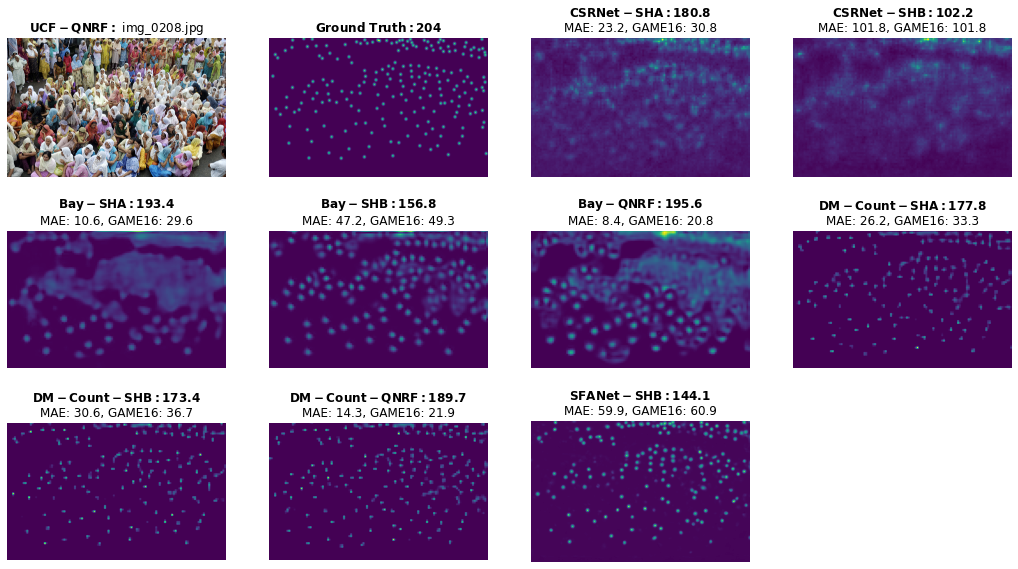 UCF − QNRF : img_0208.jpg
Ground Truth : 204
CSRNet − SHA : 180.8
MAE: 23.2, GAME16: 30.8
CSRNet − SHB : 102.2
MAE: 101.8, GAME16: 101.8
Bay − SHA : 193.4
MAE: 10.6, GAME16: 29.6
Bay − SHB : 156.8
MAE: 47.2, GAME16: 49.3
Bay − QNRF : 195.6
MAE: 8.4, GAME16: 20.8
DM − Count − SHA : 177.8
MAE: 26.2, GAME16: 33.3
DM − Count − SHB : 173.4
MAE: 30.6, GAME16: 36.7
DM − Count − QNRF : 189.7
MAE: 14.3, GAME16: 21.9
SFANet − SHB : 144.1
MAE: 59.9, GAME16: 60.9